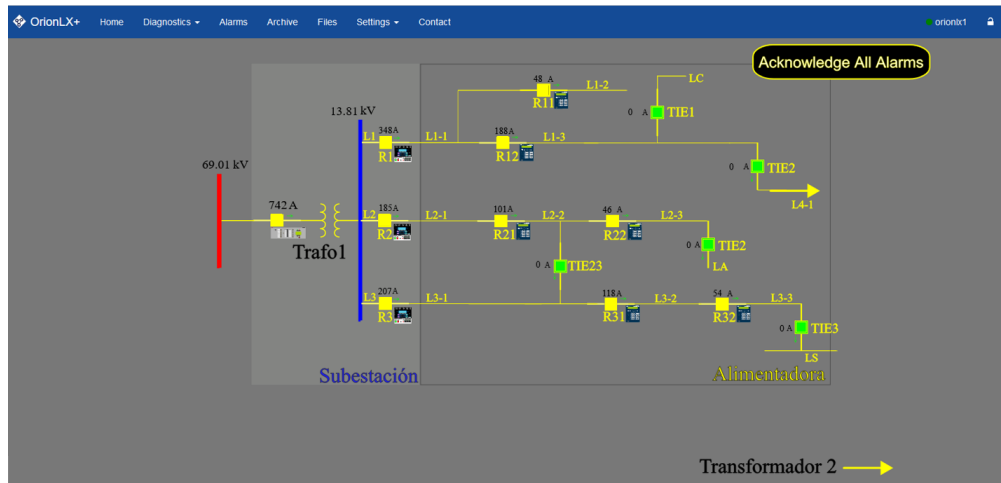 OrionLX+ Home Diagnostics Alarms Archive Files Settings Contact orionlx1
Acknowledge All Alarms
48 A
L1-2
LC
R11
0 A
TIE1
13.81 kV
L1
348A
L1-1
188A
L1-3
R1
R12
0 A
TIE2
69.01 kV
L4-1
742 A
L2
185A
L2-1
101A
L2-2
46 A
L2-3
R2
R21
R22
0 A
TIE2
Trafo1
0 A
TIE23
LA
L3
207A
L3-1
118A
L3-2
54 A
L3-3
R3
R31
R32
0 A
TIE3
LS
Subestación
Alimentadora
Transformador 2